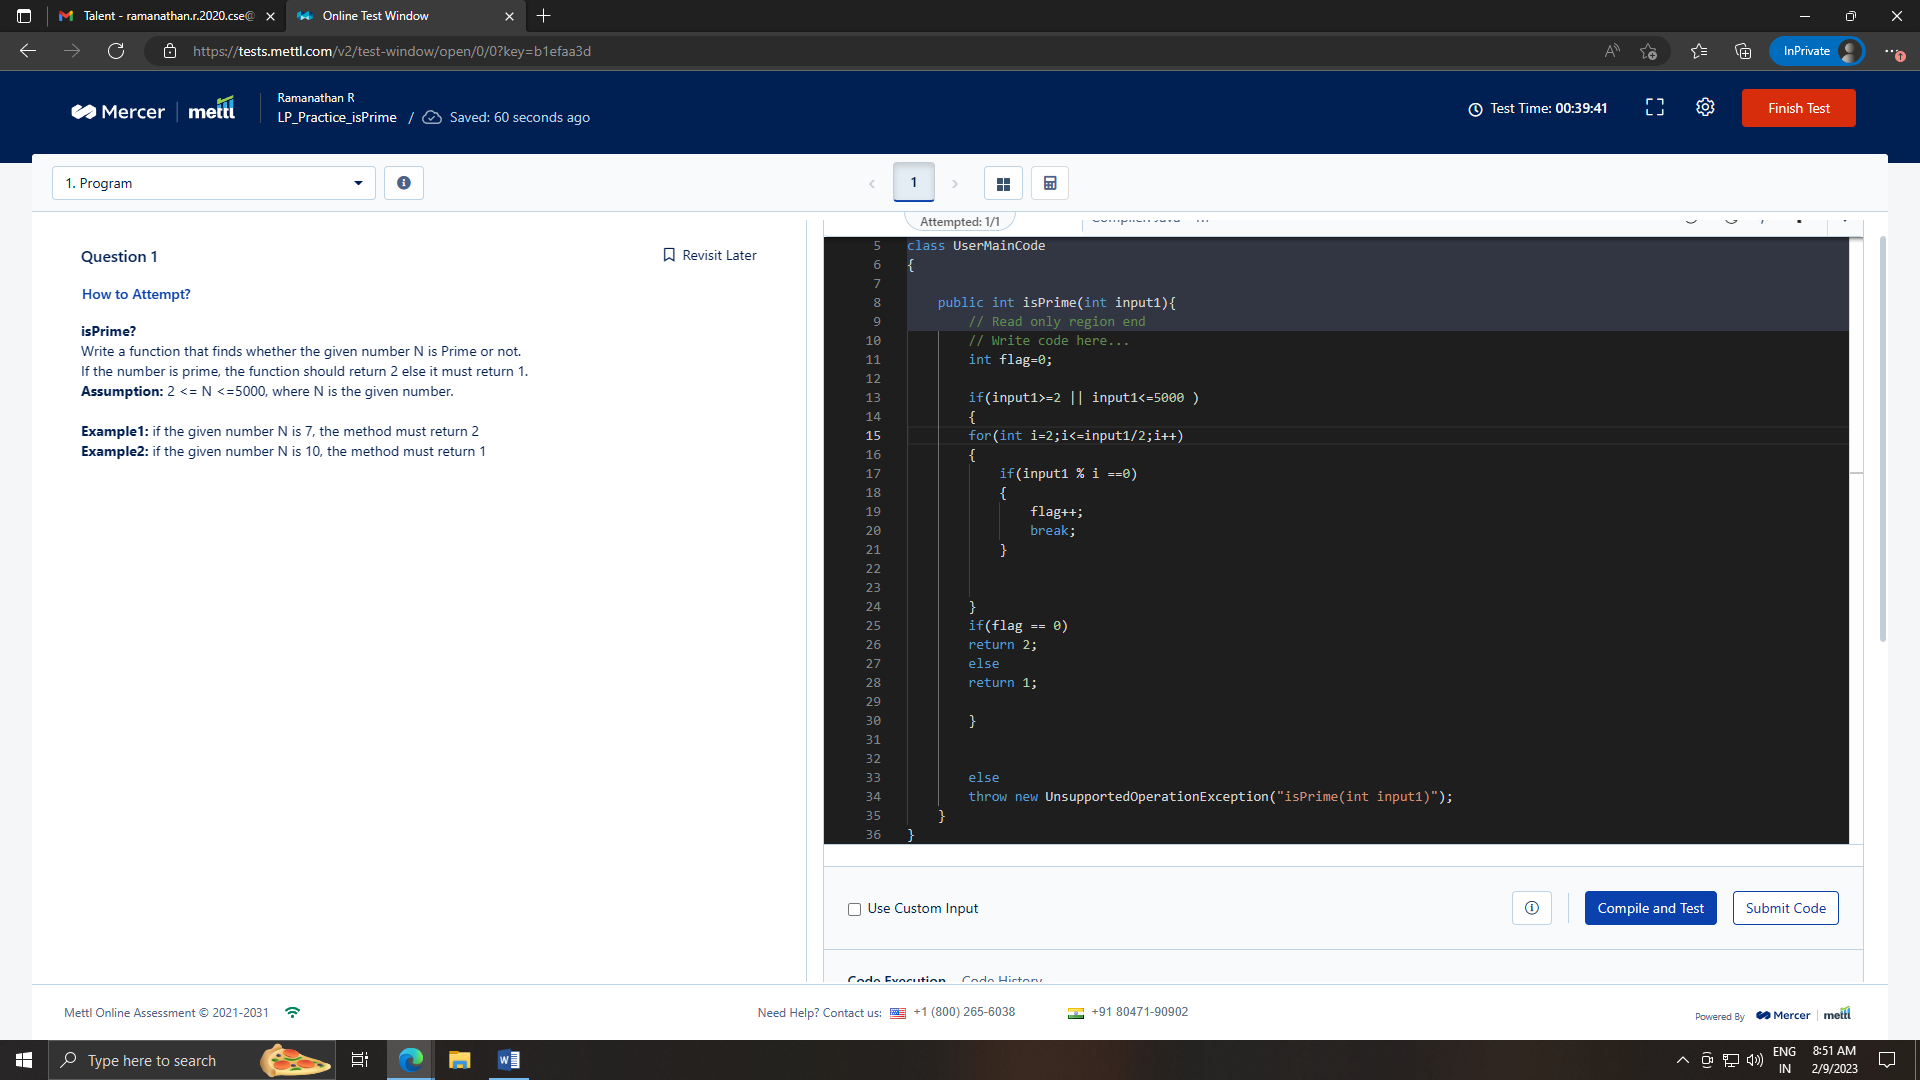 Talent - ramanathan.r.2020.cse@
Online Test Window
https://tests.mettl.com/v2/test-window/open/0/0?key=b1efaa3d
InPrivate
Mercer | mettl
Ramanathan R
LP_Practice_isPrime / Saved: 60 seconds ago
Test Time: 00:39:41
Finish Test
1. Program
1
Attempted: 1/1
Question 1
Revisit Later
How to Attempt?
isPrime?
Write a function that finds whether the given number N is Prime or not.
If the number is prime, the function should return 2 else it must return 1.
Assumption: 2 <= N <=5000, where N is the given number.
Example1: if the given number N is 7, the method must return 2
Example2: if the given number N is 10, the method must return 1
5 class UserMainCode
6 {
7
8 public int isPrime(int input1){
9 // Read only region end
10 // Write code here...
11 int flag=0;
12
13 if(input1>=2 || input1<=5000 )
14 {
15 for(int i=2;i<=input1/2;i++)
16 {
17 if(input1 % i ==0)
18 {
19 flag++;
20 break;
21 }
22
23
24 }
25 if(flag == 0)
26 return 2;
27 else
28 return 1;
29
30 }
31
32
33 else
34 throw new UnsupportedOperationException("isPrime(int input1)");
35 }
36 }
Use Custom Input
Compile and Test
Submit Code
Code Execution Code History
Mettl Online Assessment © 2021-2031
Need Help? Contact us: +1 (800) 265-6038 +91 80471-90902
Powered By Mercer | mettl
Type here to search
ENG
IN
8:51 AM
2/9/2023